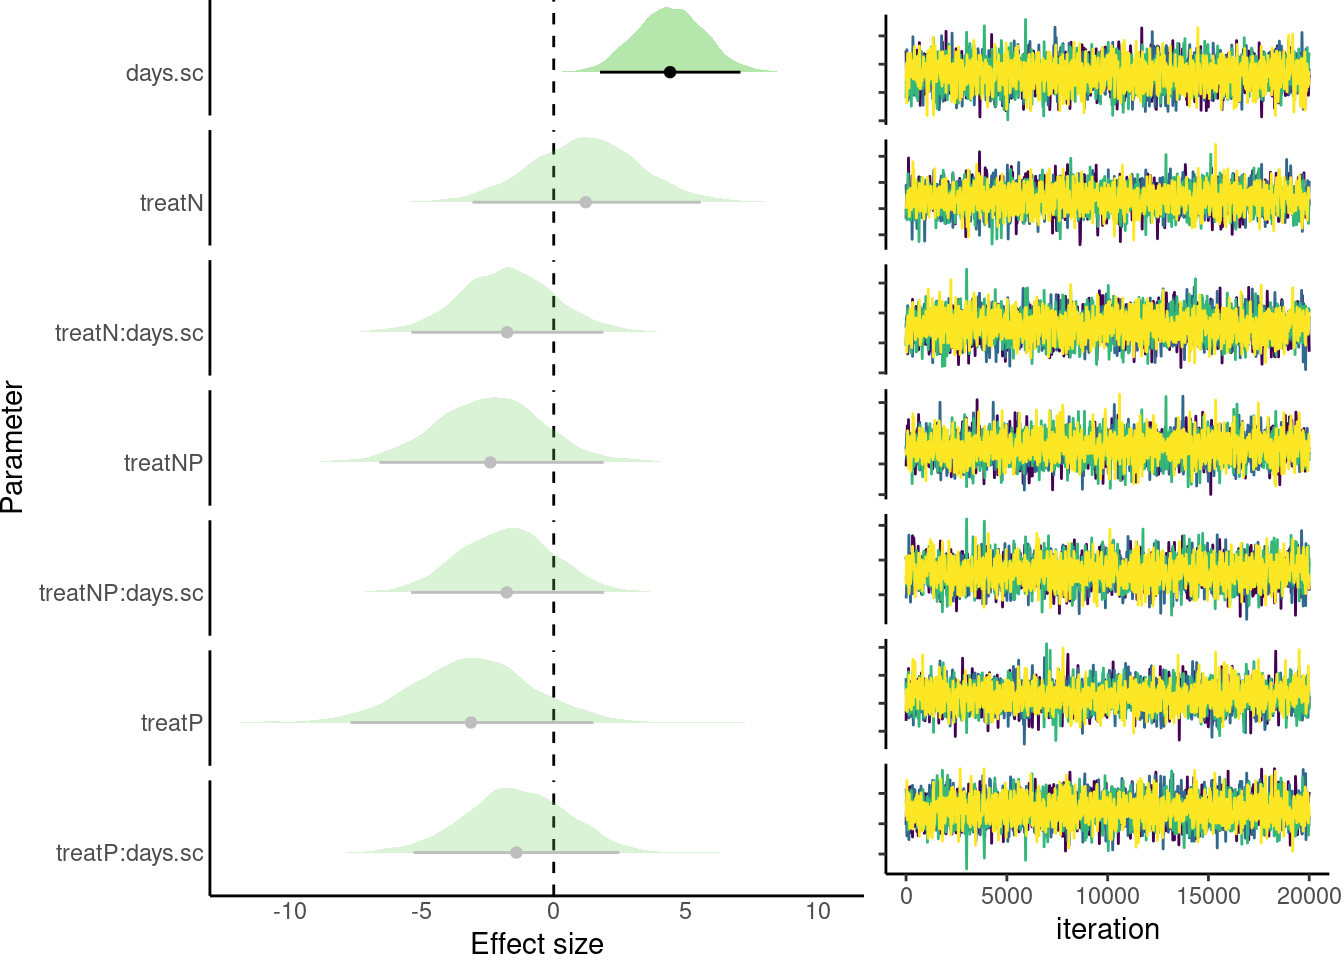 Parameter
days.sc
treatN
treatN:days.sc
treatNP
treatNP:days.sc
treatP
treatP:days.sc
-10 -5 0 5 10
Effect size
0 5000 10000 15000 20000
iteration